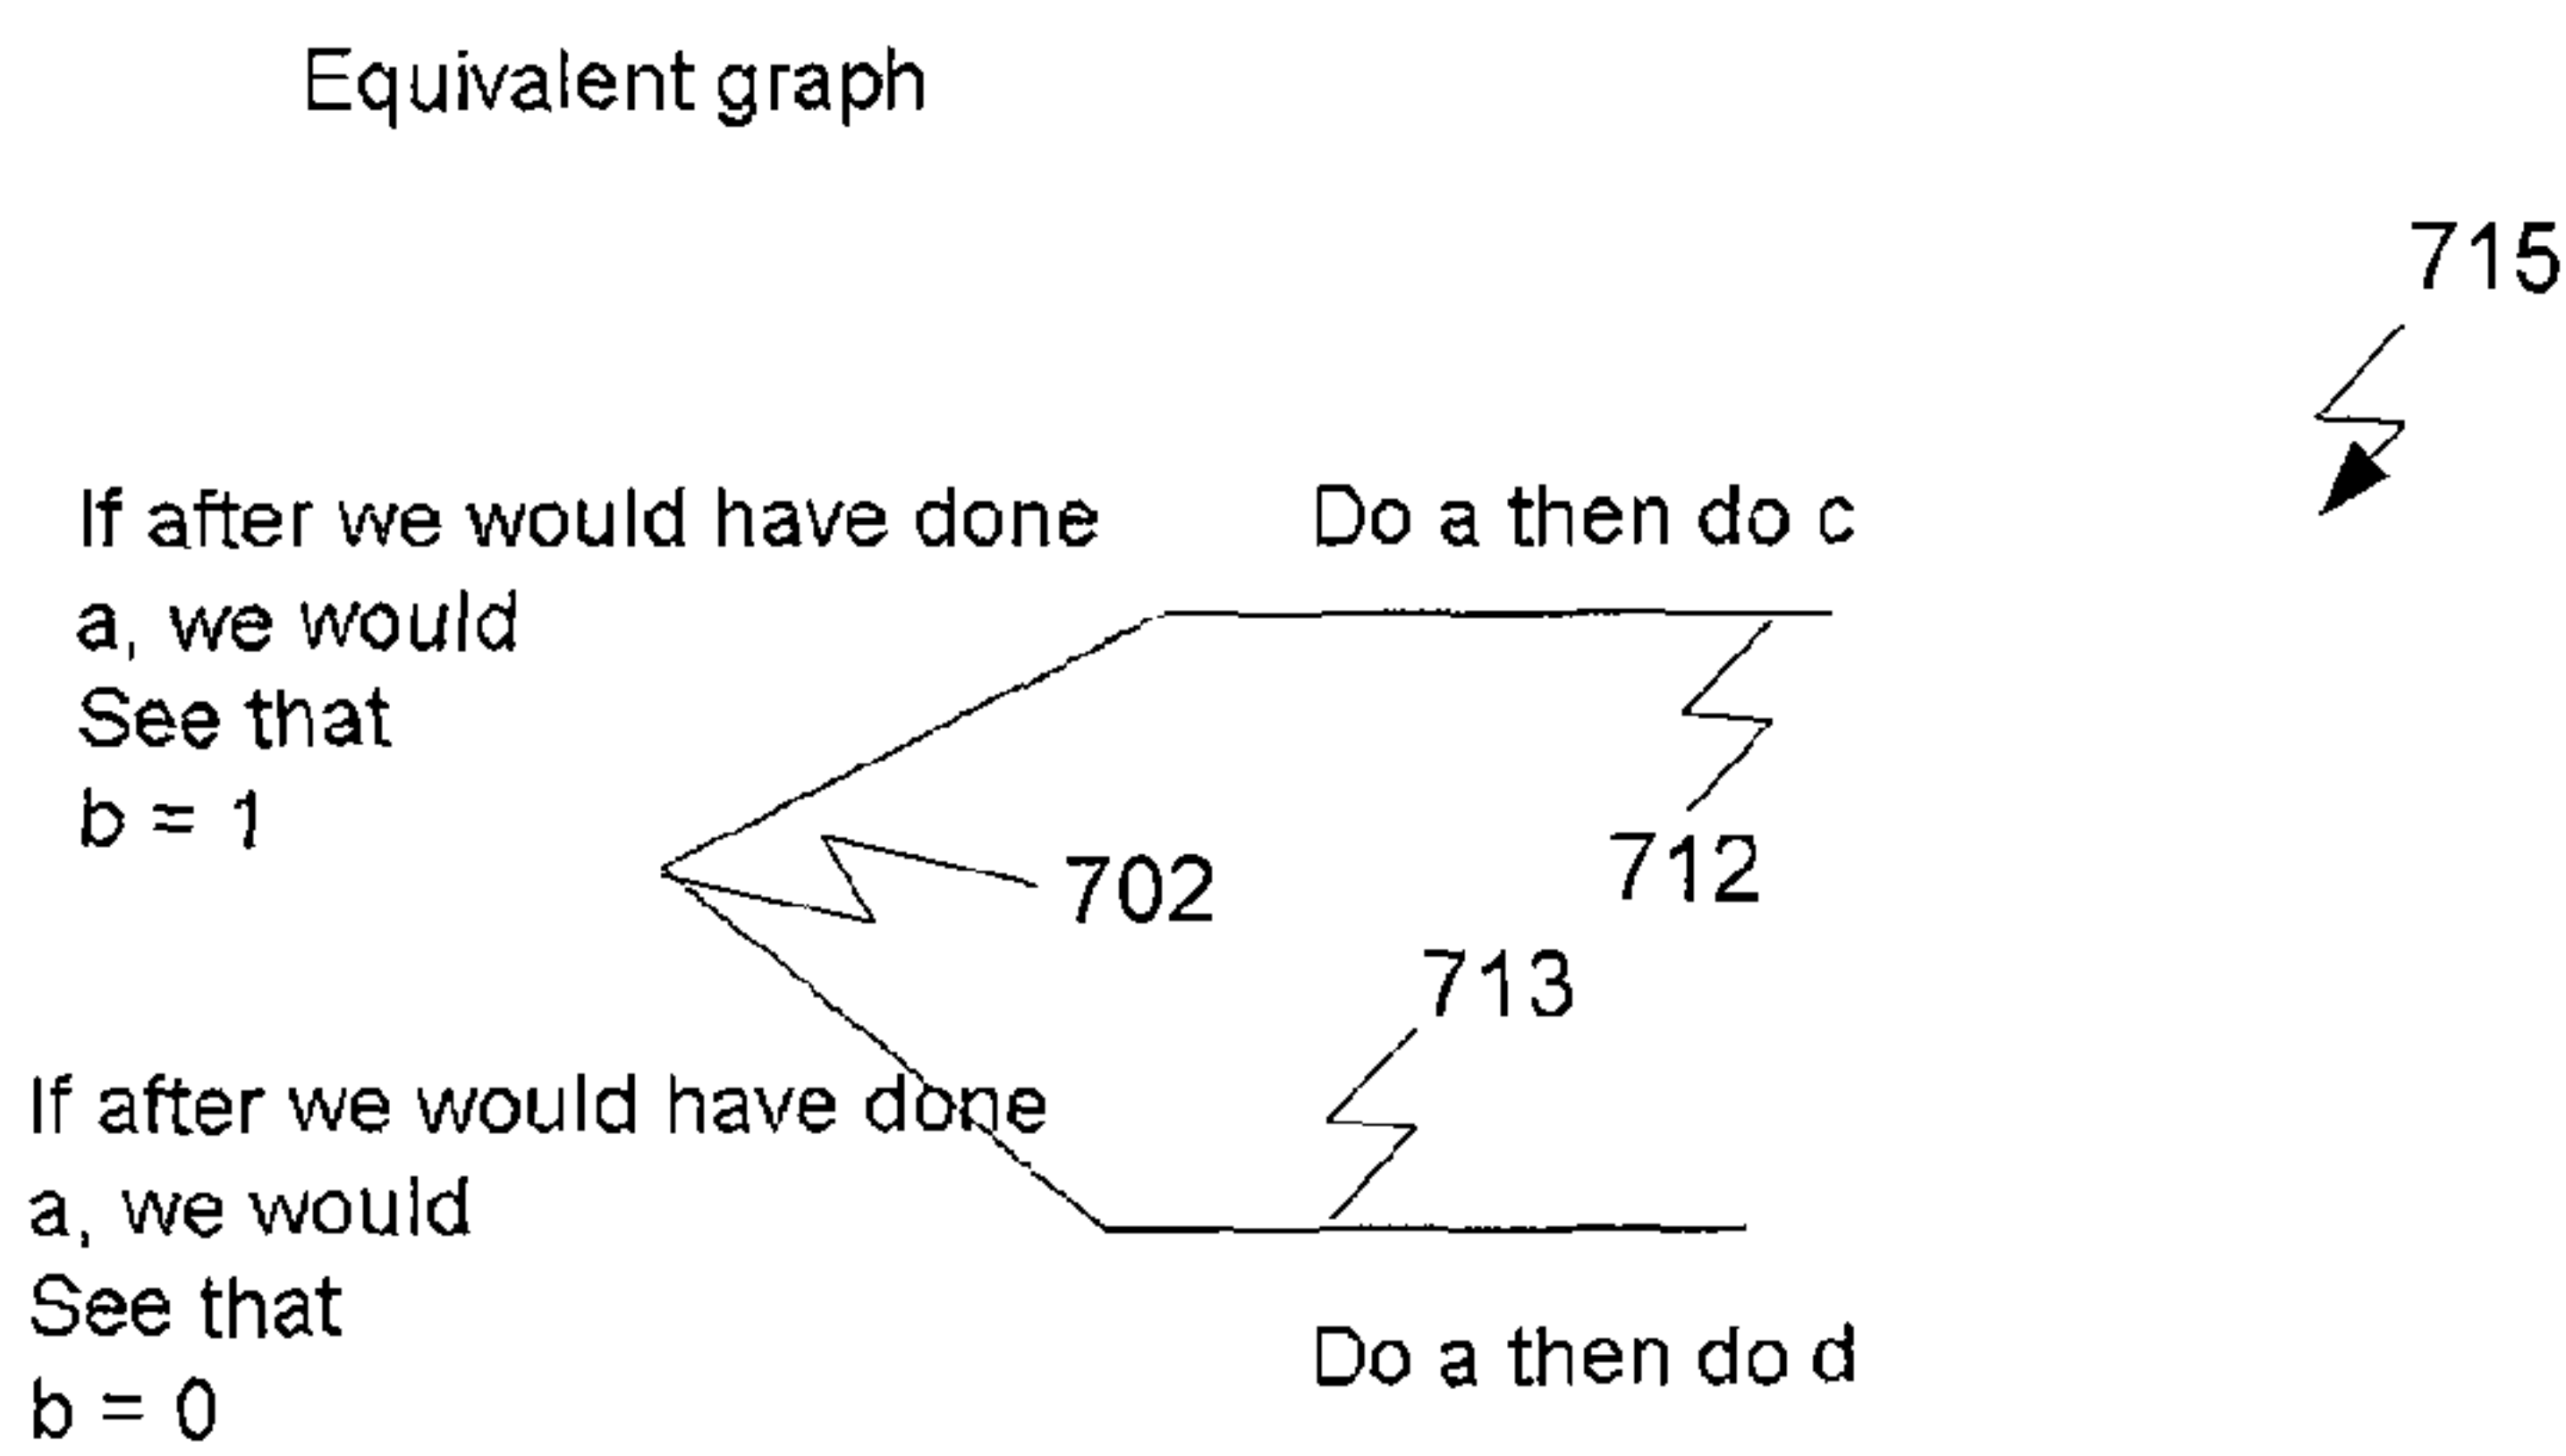 Equivalent graph
715
If after we would have done
a, we would
See that
b = 1
Do a then do c
702
712
713
If after we would have done
a, we would
See that
b = 0
Do a then do d